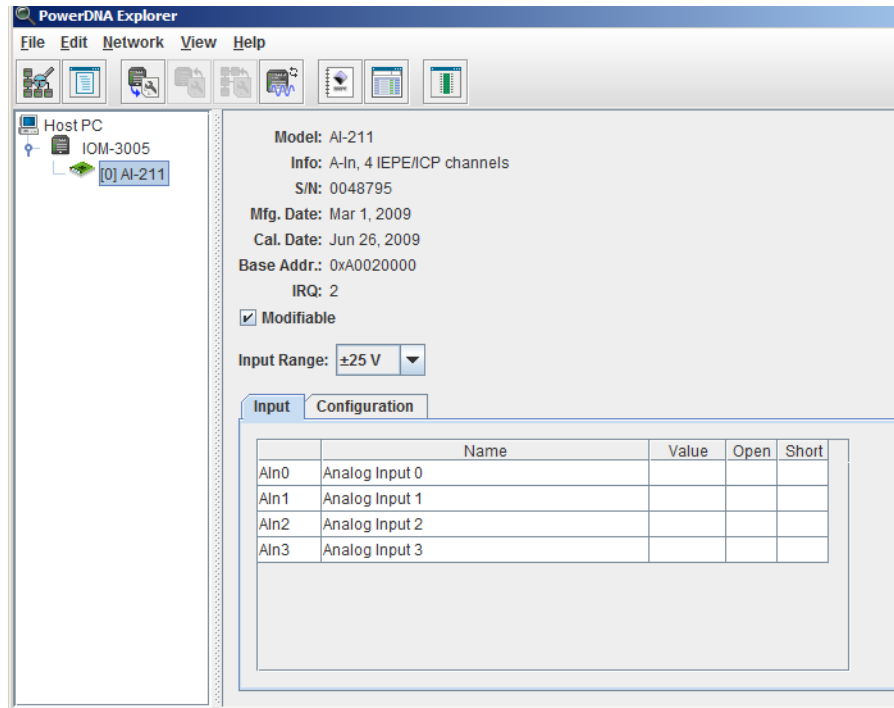 PowerDNA Explorer
File Edit Network View Help
Host PC
IOM-3005
[0] AI-211
Model: AI-211
Info: A-In, 4 IEPE/ICP channels
S/N: 0048795
Mfg. Date: Mar 1, 2009
Cal. Date: Jun 26, 2009
Base Addr.: 0xA0020000
IRQ: 2
Modifiable
Input Range: ±25 V
Input Configuration
Name Value Open Short
AIn0 Analog Input 0
AIn1 Analog Input 1
AIn2 Analog Input 2
AIn3 Analog Input 3